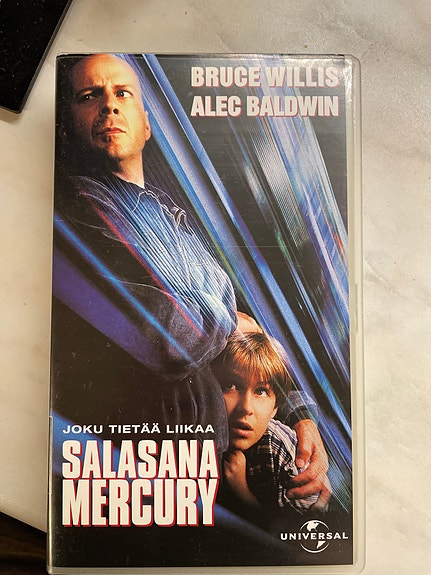 BRUCE WILLIS
ALEC BALDWIN
JOKU TIETÄÄ LIIKAA
SALASANA
MERCURY
UNIVERSAL